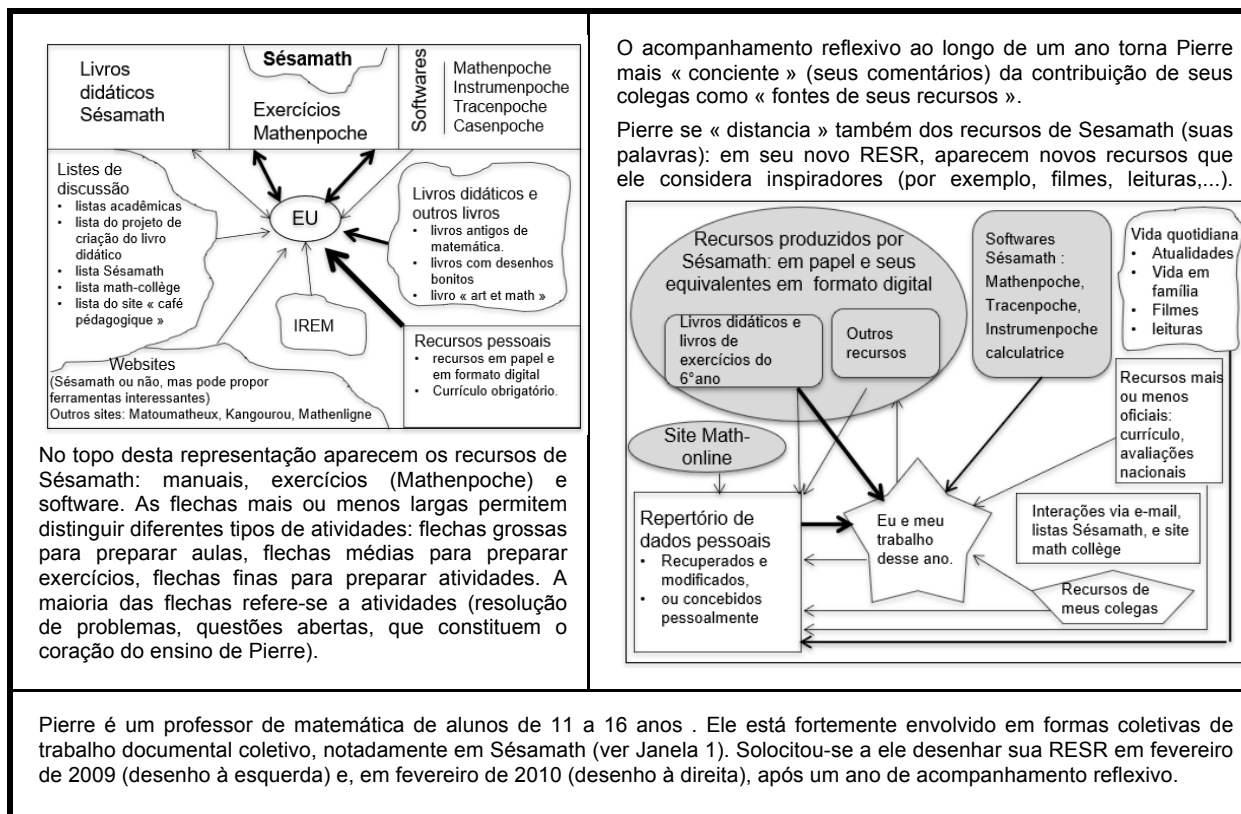 Livros
didáticos
Sésamath
Sésamath
Exercícios
Mathenpoche
Softwares
Mathenpoche
Instrumenpoche
Tracenpoche
Casenpoche
Listes de
discussão
• listas acadêmicas
• lista do projeto de
criação do livro
didático
• lista Sésamath
• lista math-collège
• lista do site « café
pédagogique »
EU
Livros didáticos e
outros livros
• livros antigos de
matemática.
• livros com desenhos
bonitos
• livro « art et math »
IREM
Recursos pessoais
• recursos em papel e
em formato digital
• Currículo obrigatório.
Websites
(Sésamath ou não, mas pode propor
ferramentas interessantes)
Outros sites: Matoumatheux, Kangourou, Mathenligne
No topo desta representação aparecem os recursos de
Sésamath: manuais, exercícios (Mathenpoche) e
software. As flechas mais ou menos largas permitem
distinguir diferentes tipos de atividades: flechas grossas
para preparar aulas, flechas médias para preparar
exercícios, flechas finas para preparar atividades. A
maioria das flechas refere-se a atividades (resolução
de problemas, questões abertas, que constituem o
coração do ensino de Pierre).
O acompanhamento reflexivo ao longo de um ano torna Pierre
mais « conciente » (seus comentários) da contribuição de seus
colegas como « fontes de seus recursos ».
Pierre se « distancia » também dos recursos de Sesamath (suas
palavras): em seu novo RESR, aparecem novos recursos que
ele considera inspiradores (por exemplo, filmes, leituras,...).
Recursos produzidos por
Sésamath: em papel e seus
equivalentes em formato digital
Livros didáticos e
livros de
exercícios do
6°ano
Outros
recursos
Softwares
Sésamath :
Mathenpoche,
Tracenpoche,
Instrumenpoche
calculatrice
Vida quotidiana
• Atualidades
• Vida em
família
• Filmes
• leituras
Recursos mais
ou menos
oficiais:
currículo,
avaliações
nacionais
Site Math-
online
Repertório de
dados pessoais
• Recuperados e
modificados,
• ou concebidos
pessoalmente
Eu e meu
trabalho
desse ano.
Interações via e-mail,
listas Sésamath, e site
math collège
Recursos de
meus colegas
Pierre é um professor de matemática de alunos de 11 a 16 anos . Ele está fortemente envolvido em formas coletivas de
trabalho documental coletivo, notadamente em Sésamath (ver Janela 1). Solocitou-se a ele desenhar sua RESR em fevereiro
de 2009 (desenho à esquerda) e, em fevereiro de 2010 (desenho à direita), após um ano de acompanhamento reflexivo.